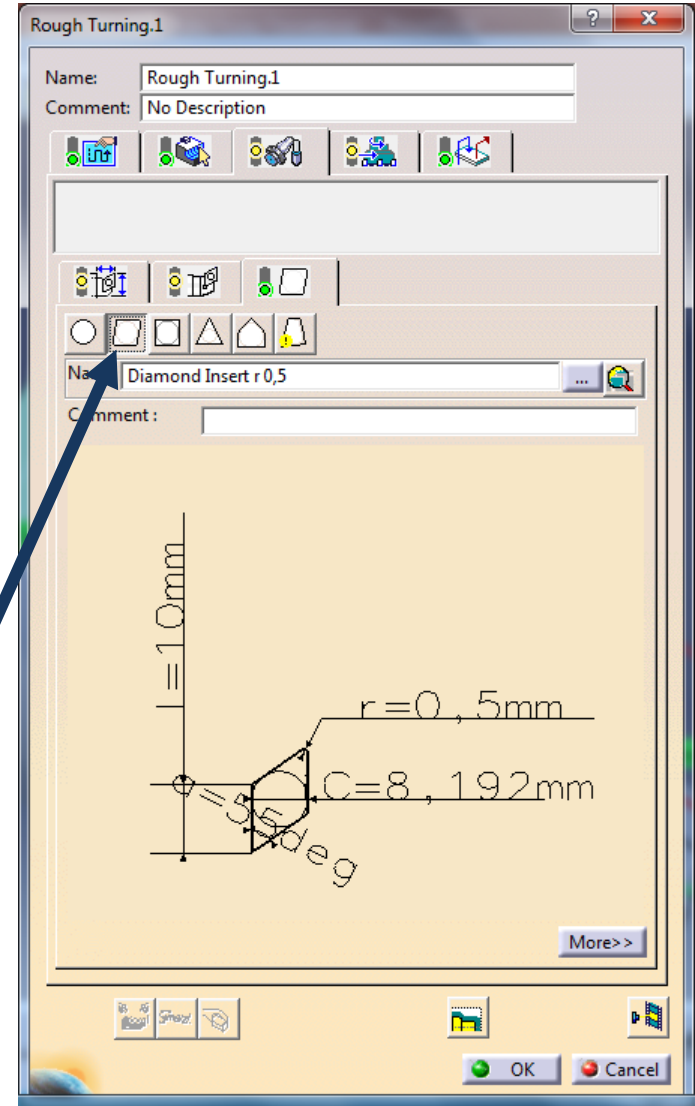 Rough Turning.1
Name: Rough Turning.1
Comment: No Description
Diamond Insert r 0,5 ...
l=10mm
r=0,5mm
C=8,192mm
a=55deg
More>>
OK Cancel